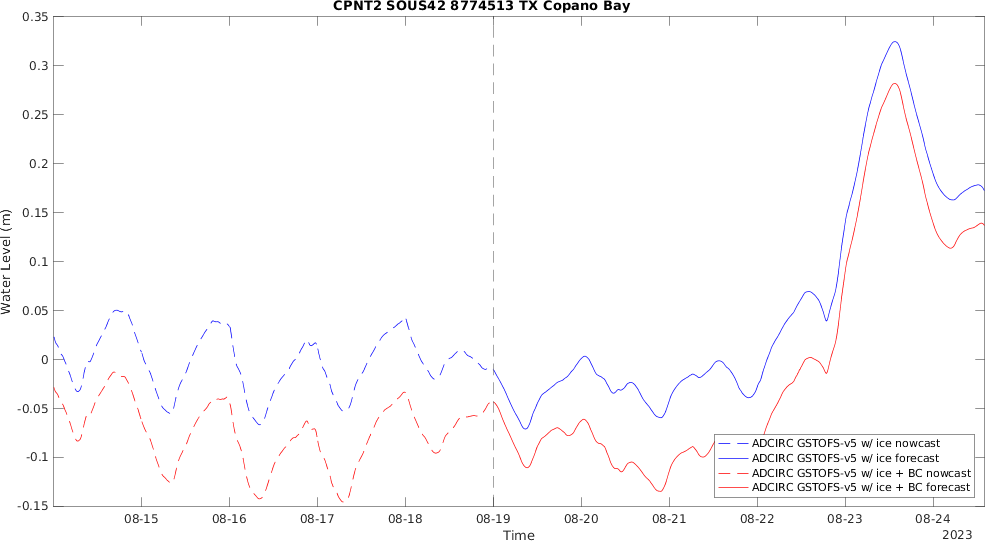 CPNT2 SOUS42 8774513 TX Copano Bay
0.35
0.3
0.25
0.2
0.15
0.1
0.05
0
-0.05
-0.1
-0.15
Water Level (m)
ADCIRC GSTOFS-v5 w/ ice nowcast
ADCIRC GSTOFS-v5 w/ ice forecast
ADCIRC GSTOFS-v5 w/ ice + BC nowcast
ADCIRC GSTOFS-v5 w/ ice + BC forecast
08-15 08-16 08-17 08-18 08-19 08-20 08-21 08-22 08-23 08-24
Time
2023